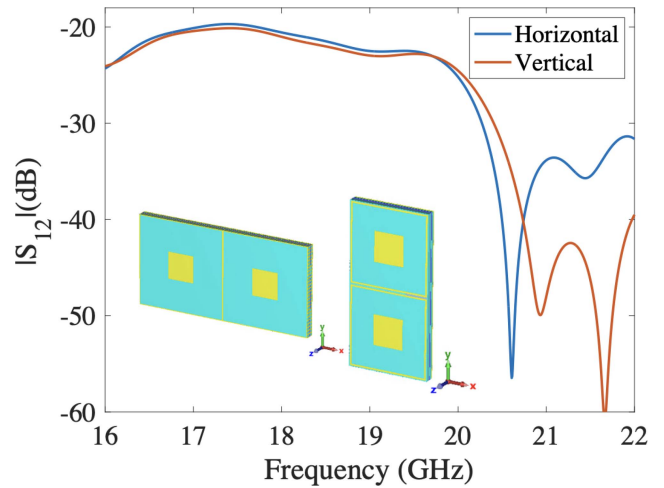 -20
-30
-40
-50
-60
|S12|(dB)
Horizontal
Vertical
y
z
x
y
z
x
16
17
18
19
20
21
22
Frequency (GHz)